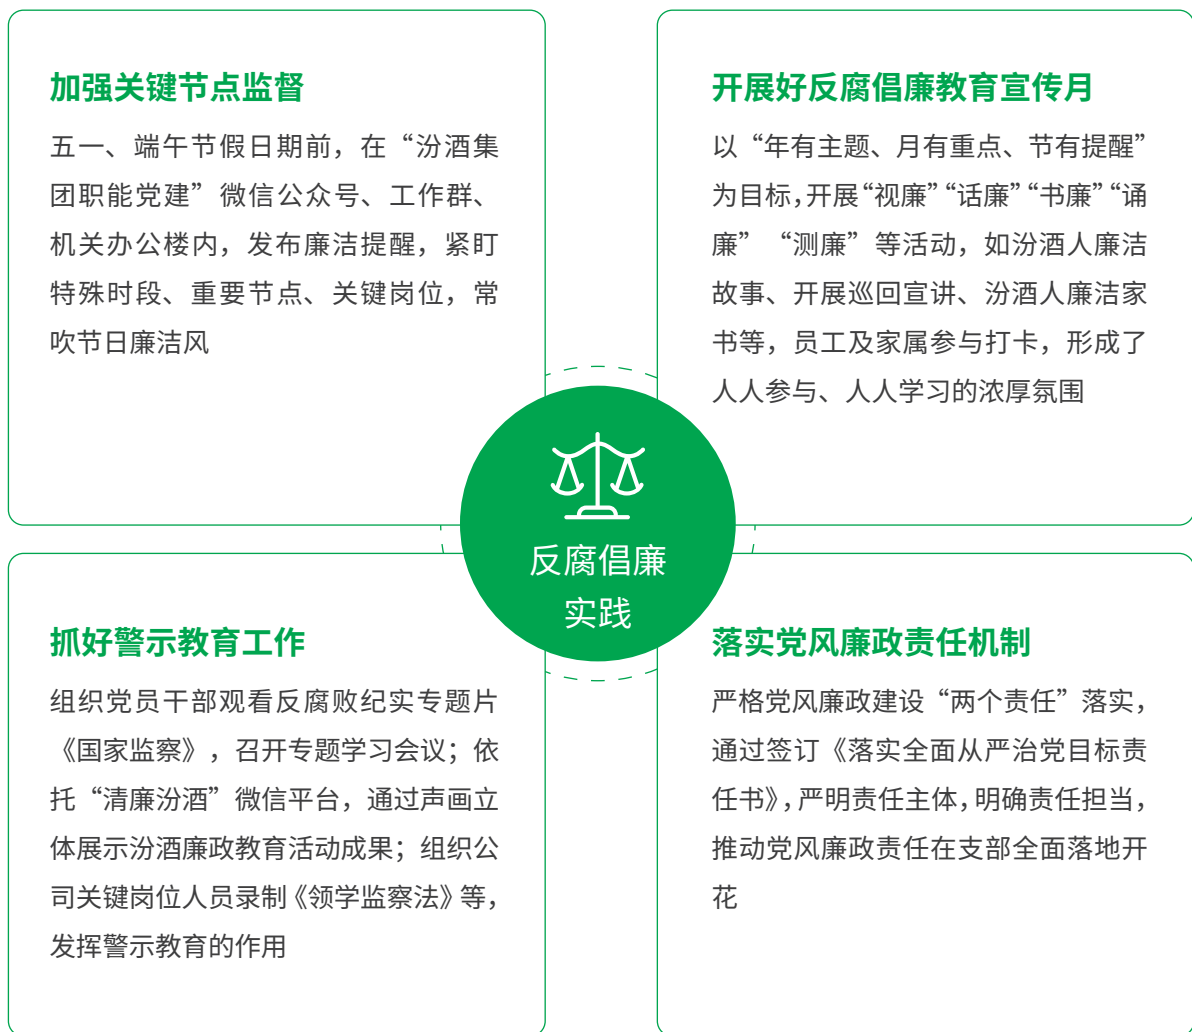 加强关键节点监督
五一、端午节假日期前，在“汾酒集
团职能党建”微信公众号、工作群、
机关办公楼内，发布廉洁提醒，紧盯
特殊时段、重要节点、关键岗位，常
吹节日廉洁风
开展好反腐倡廉教育宣传月
以“年有主题、月有重点、节有提醒”
为目标，开展“视廉”“话廉”“书廉”“诵
廉”“测廉”等活动，如汾酒人廉洁
故事、开展巡回宣讲、汾酒人廉洁家
书等，员工及家属参与打卡，形成了
人人参与、人人学习的浓厚氛围
反腐倡廉
实践
抓好警示教育工作
组织党员干部观看反腐败纪实专题片
《国家监察》，召开专题学习会议；依
托“清廉汾酒”微信平台，通过声画立
体展示汾酒廉政教育活动成果；组织公
司关键岗位人员录制《领学监察法》等，
发挥警示教育的作用
落实党风廉政责任机制
严格党风廉政建设“两个责任”落实，
通过签订《落实全面从严治党目标责
任书》，严明责任主体，明确责任担当，
推动党风廉政责任在支部全面落地开
花